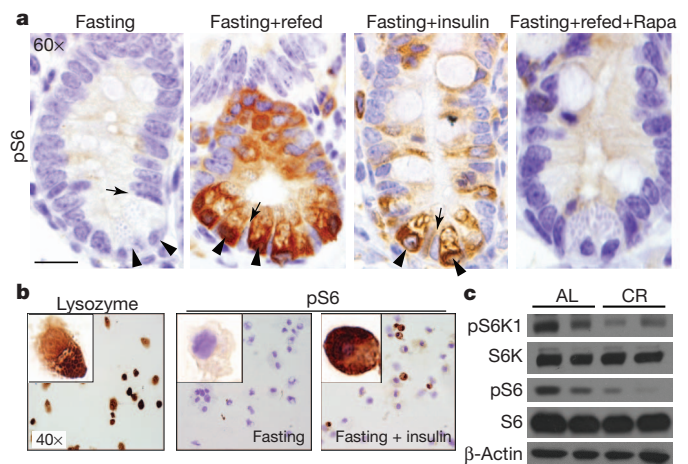 a
Fasting
Fasting+refed
Fasting+insulin
Fasting+refed+Rapa
60×
pS6
b
Lysozyme
pS6
40×
Fasting
Fasting + insulin
c
AL
CR
pS6K1
S6K
pS6
S6
β-Actin